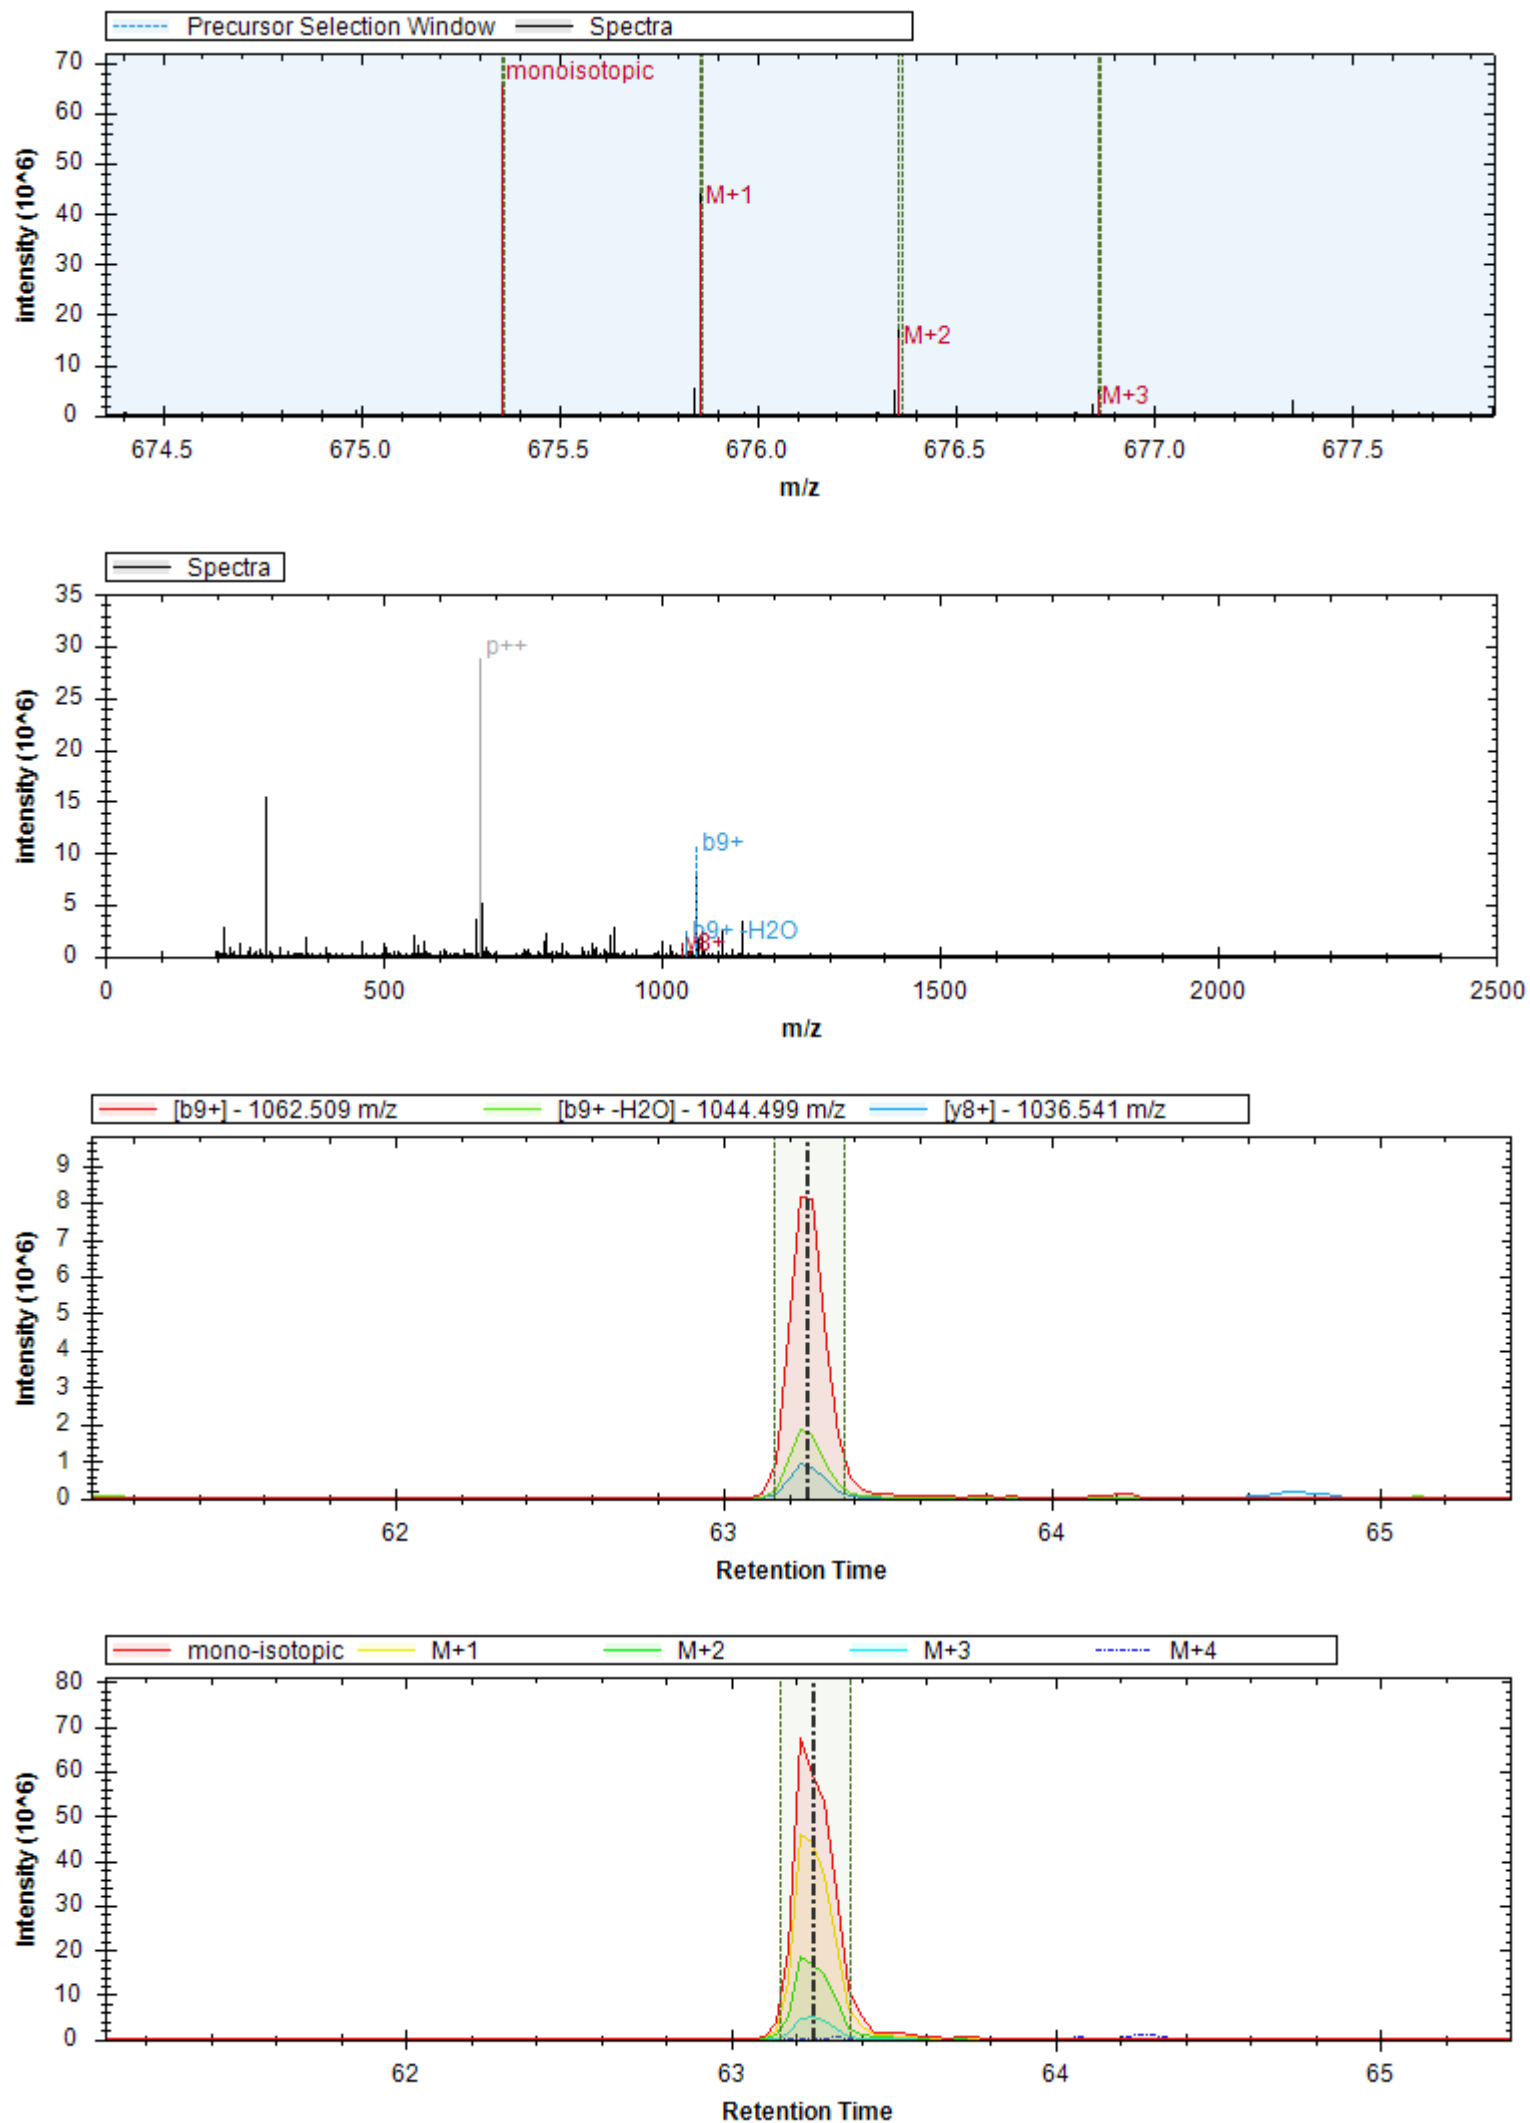 Precursor Selection Window Spectra
70
60
50
40
30
20
10
0
intensity (10^6)
monoisotopic
M+1
M+2
M+3
674.5 675.0 675.5 676.0 676.5 677.0 677.5
m/z
Spectra
35
30
25
20
15
10
5
0
intensity (10^6)
p++
b9+
b9+ -H2O
y8+
0 500 1000 1500 2000 2500
m/z
[b9+] - 1062.509 m/z [b9+ -H2O] - 1044.499 m/z [y8+] - 1036.541 m/z
9
8
7
6
5
4
3
2
1
0
Intensity (10^6)
62 63 64 65
Retention Time
mono-isotopic M+1 M+2 M+3 M+4
80
70
60
50
40
30
20
10
0
Intensity (10^6)
62 63 64 65
Retention Time